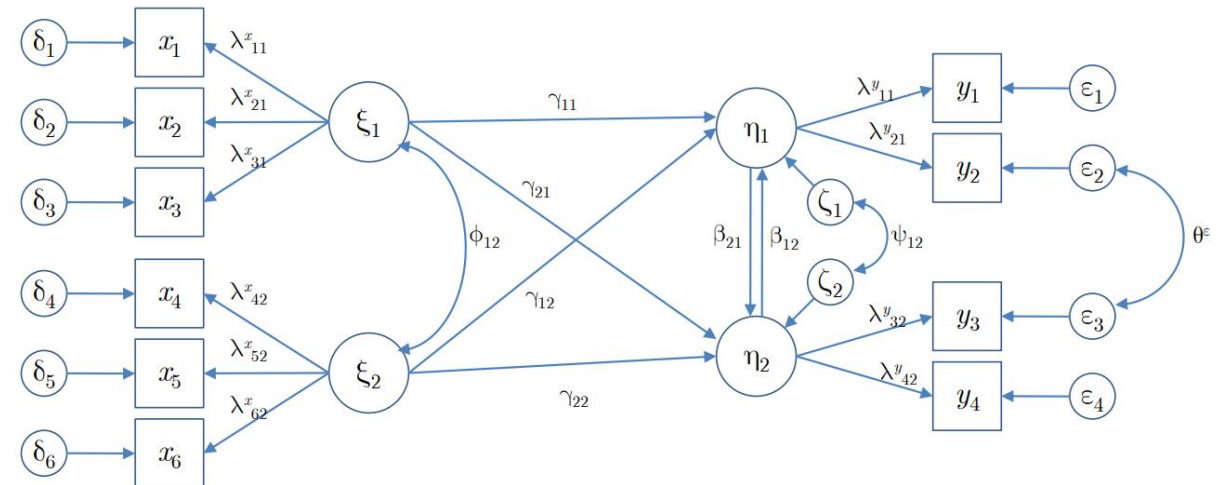 δ₁ x₁ λˣ₁₁
δ₂ x₂ λˣ₂₁
δ₃ x₃ λˣ₃₁
δ₄ x₄ λˣ₄₂
δ₅ x₅ λˣ₅₂
δ₆ x₆ λˣ₆₂
ξ₁
ξ₂
ϕ₁₂
γ₁₁
γ₂₁
γ₁₂
γ₂₂
η₁
η₂
β₂₁ β₁₂
ζ₁
ζ₂
ψ₁₂
λʸ₁₁ y₁ ε₁
λʸ₂₁ y₂ ε₂
λʸ₃₂ y₃ ε₃
λʸ₄₂ y₄ ε₄
θᵋ